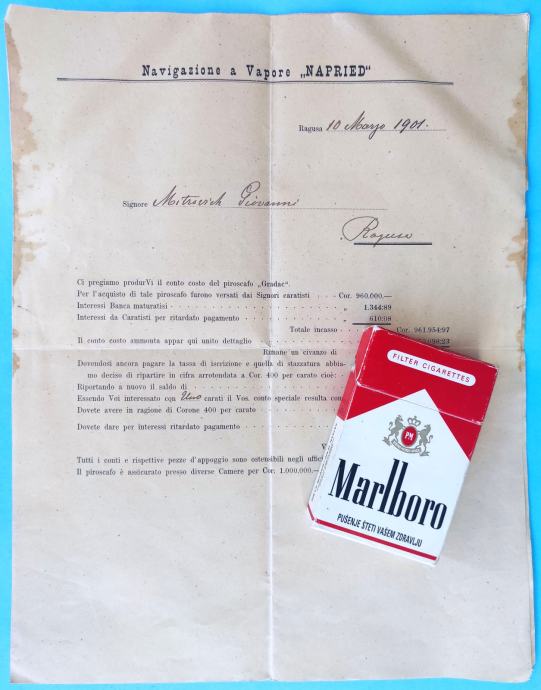 Navigazione a Vapore „NAPRIED“
Ragusa 10 Marzo 1901.
Signore Mitrovich Giovanni
Ragusa
Ci pregiamo produrVi il conto costo del piroscafo „Gradac“.
Per l'acquisto di tale piroscafo furono versati dai Signori caratisti Cor. 960.000.—
Interessi Banca maturatisi „ 1.344·89
Interessi da Caratisti per ritardato pagamento „ 610·08
Totale incasso Cor. 961.954·97
Il conto costo ammonta appar qui unito dettaglio
Rimane un civanzo di
Dovendosi ancora pagare la tassa di iscrizione e quella di stazzatura abbia-
mo deciso di ripartire in cifra arrotondata a Cor. 400 per carato cioè:
Riportando a nuovo il saldo di
Essendo Voi interessato con Uno carati il Vos. conto speciale resulta
Dovete avere in ragione di Corone 400 per carato
Dovete dare per interessi ritardato pagamento
Tutti i conti e rispettive pezze d'appoggio sono ostensibili negli
Il piroscafo è assicurato presso diverse Camere per Cor. 1.000.000.—
FILTER CIGARETTES
PM
Marlboro
PUŠENJE ŠTETI VAŠEM ZDRAVLJU